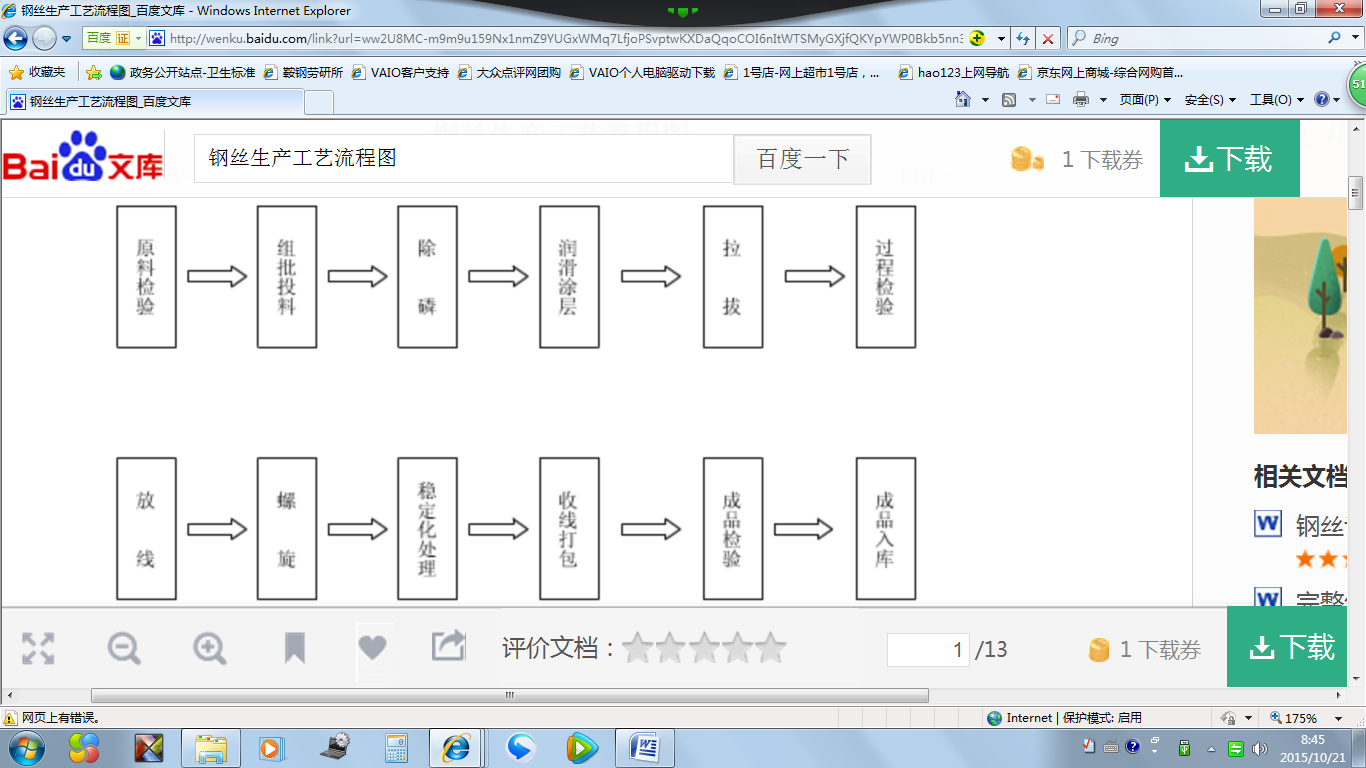 钢丝生产工艺流程图_百度文库 - Windows Internet Explorer
百度 证 http://wenku.baidu.com/link?url=ww2U8MC-m9m9u159Nx1nmZ9YUGxWMq7LfjoPSvptwKXDaQqoCOI6nItWTSMyGXjfQKYpYWP0Bkb5nn3 Bing
收藏夹 政务公开站点-卫生标准 鞍钢劳研所 VAIO客户支持 大众点评网团购 VAIO个人电脑驱动下载 1号店-网上超市1号店，... hao123上网导航 京东网上商城-综合网购首...
51
钢丝生产工艺流程图_百度文库 页面(P) 安全(S) 工具(O)
Bai du 文库 钢丝生产工艺流程图 百度一下 1 下载券 下载
原料检验 组批投料 除磷 润滑涂层 拉拔 过程检验
放线 螺旋 稳定化处理 收线打包 成品检验 成品入库
相关文档
W 钢丝
W 完整
评价文档： 1 /13 1 下载券 下载
网页上有错误。 Internet | 保护模式: 启用 175%
8:45
2015/10/21